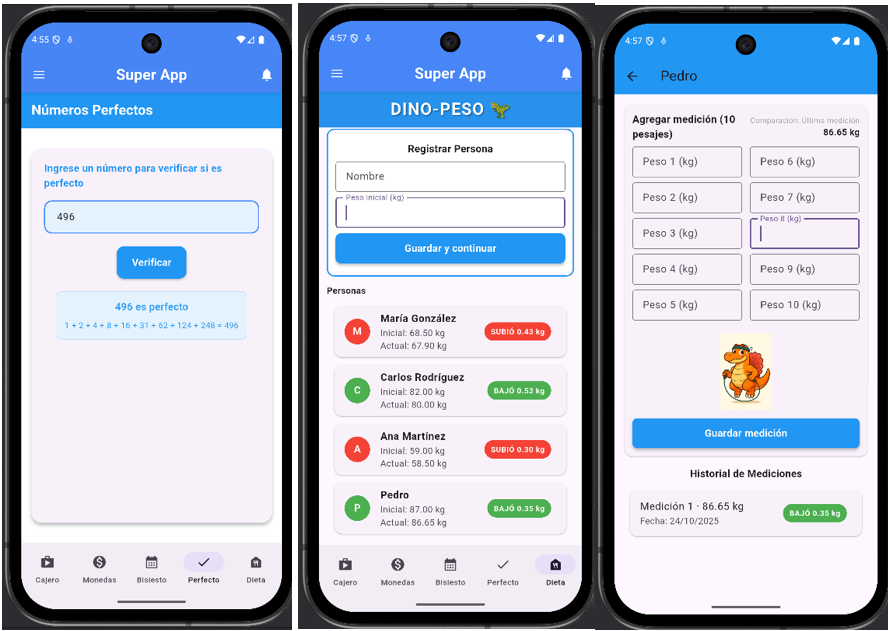 4:55
Super App
Números Perfectos
Ingrese un número para verificar si es
perfecto
496
Verificar
496 es perfecto
1 + 2 + 4 + 8 + 16 + 31 + 62 + 124 + 248 = 496
Cajero
Monedas
Bisiesto
Perfecto
Dieta
4:57
Super App
DINO-PESO 🦖
Registrar Persona
Nombre
Peso inicial (kg)
Guardar y continuar
Personas
M
María González
Inicial: 68.50 kg
Actual: 67.90 kg
SUBIÓ 0.43 kg
C
Carlos Rodríguez
Inicial: 82.00 kg
Actual: 80.00 kg
BAJÓ 0.53 kg
A
Ana Martínez
Inicial: 59.00 kg
Actual: 58.50 kg
SUBIÓ 0.30 kg
P
Pedro
Inicial: 87.00 kg
Actual: 86.65 kg
BAJÓ 0.35 kg
Cajero
Monedas
Bisiesto
Perfecto
Dieta
4:57
Pedro
Agregar medición (10
pesajes)
Comparación: Última medición
86.65 kg
Peso 1 (kg)
Peso 6 (kg)
Peso 2 (kg)
Peso 7 (kg)
Peso 3 (kg)
Peso 8 (kg)
Peso 4 (kg)
Peso 9 (kg)
Peso 5 (kg)
Peso 10 (kg)
Guardar medición
Historial de Mediciones
Medición 1 · 86.65 kg
Fecha: 24/10/2025
BAJÓ 0.35 kg